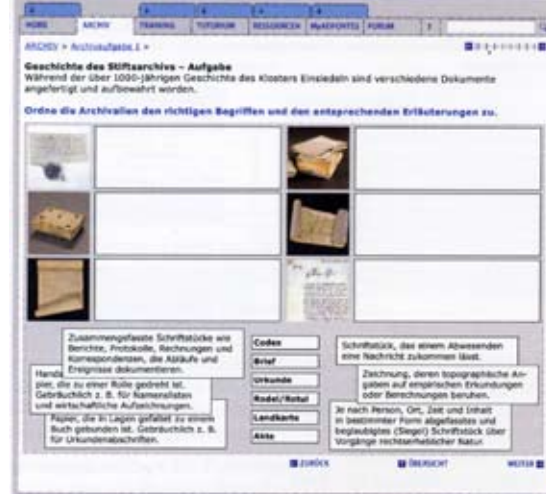 HOME ARCHIV TRAINING TUTORIUM RESSOURCEN MyADFONTES FORUM ?
ARCHIV > Archivaufgabe 1 >
Geschichte des Stiftsarchivs – Aufgabe
Während der über 1000-jährigen Geschichte des Klosters Einsiedeln sind verschiedene Dokumente
angefertigt und aufbewahrt worden.
Ordne die Archivalien den richtigen Begriffen und den entsprechenden Erläuterungen zu.
Zusammengefasste Schriftstücke wie
Berichte, Protokolle, Rechnungen und
Korrespondenzen, die Abläufe und
Ereignisse dokumentieren.
Handa
pier, die zu einer Rolle gedreht ist.
Gebräuchlich z. B. für Namenslisten
und wirtschaftliche Aufzeichnungen.
Papier, die in Lagen gefaltet zu einem
Buch gebunden ist. Gebräuchlich z. B.
für Urkundenabschriften.
Codex
Brief
Urkunde
Rodel/Rotul
Landkarte
Akte
Schriftstück, das einem Abwesenden
eine Nachricht zukommen lässt.
Zeichnung, deren topographische An-
gaben auf empirischen Erkundungen
oder Berechnungen beruhen.
Je nach Person, Ort, Zeit und Inhalt
in bestimmter Form abgefasstes und
beglaubigtes (Siegel) Schriftstück über
Vorgänge rechtserheblicher Natur.
ZURÜCK ÜBERSICHT WEITER